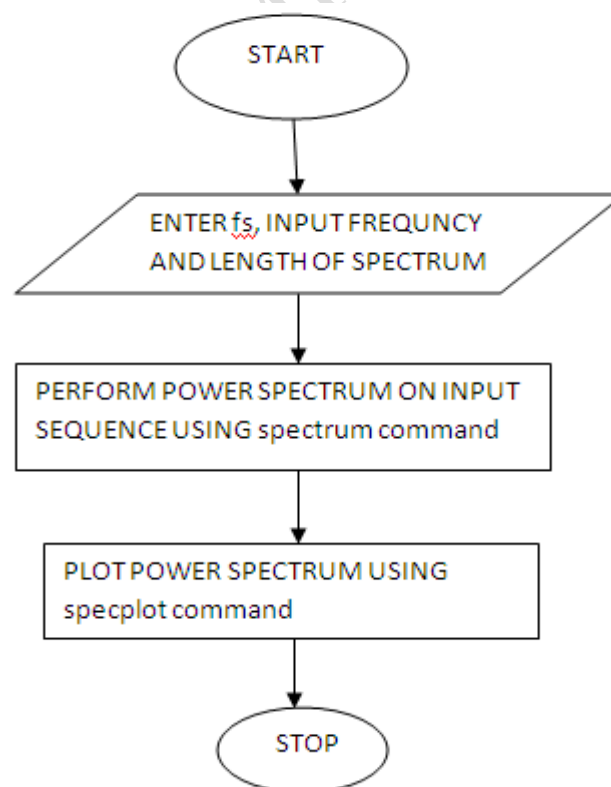 START
ENTER fs, INPUT FREQUNCY
AND LENGTH OF SPECTRUM
PERFORM POWER SPECTRUM ON INPUT
SEQUENCE USING spectrum command
PLOT POWER SPECTRUM USING
specplot command
STOP